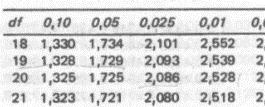 df 0,10 0,05 0,025 0,01
18 1,330 1,734 2,101 2,552
19 1,328 1,729 2,093 2,539
20 1,325 1,725 2,086 2,528
21 1,323 1,721 2,080 2,518